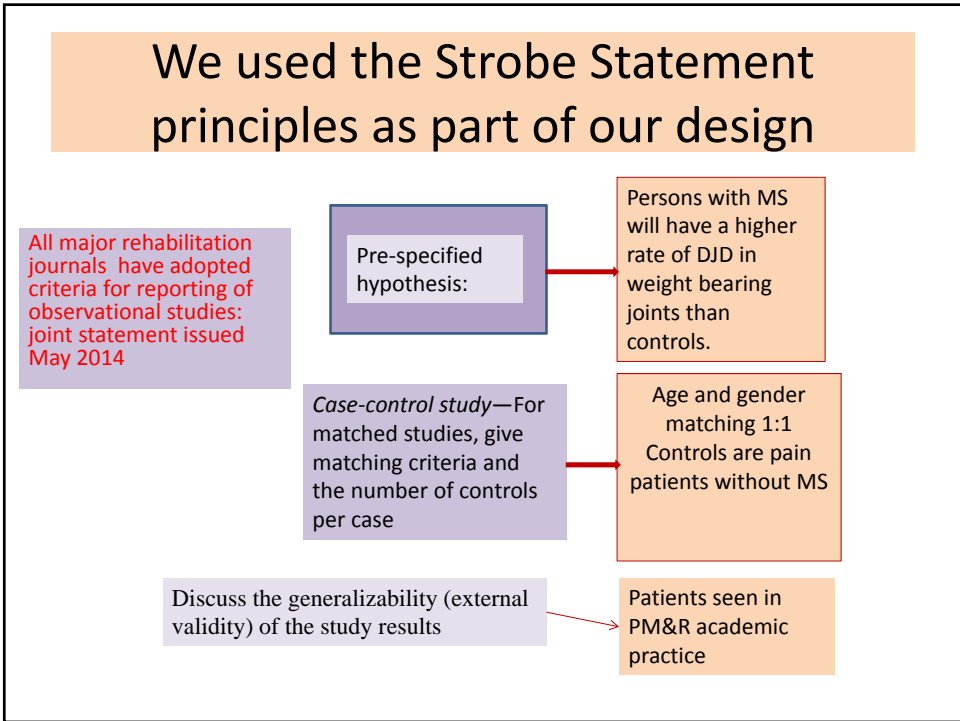 We used the Strobe Statement
principles as part of our design
All major rehabilitation
journals have adopted
criteria for reporting of
observational studies:
joint statement issued
May 2014
Pre-specified
hypothesis:
Persons with MS
will have a higher
rate of DJD in
weight bearing
joints than
controls.
Case-control study—For
matched studies, give
matching criteria and
the number of controls
per case
Age and gender
matching 1:1
Controls are pain
patients without MS
Discuss the generalizability (external
validity) of the study results
Patients seen in
PM&R academic
practice